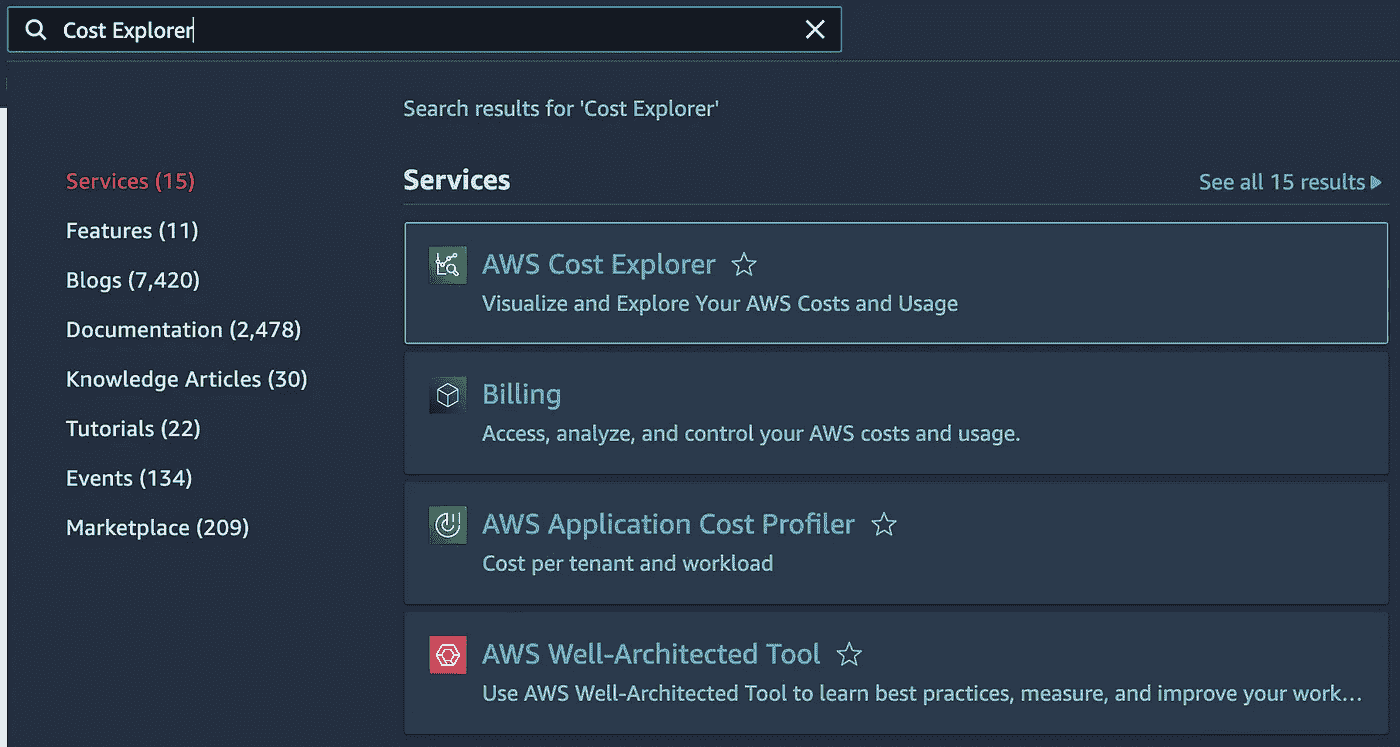 Cost Explorer
Search results for 'Cost Explorer'
Services (15)
Features (11)
Blogs (7,420)
Documentation (2,478)
Knowledge Articles (30)
Tutorials (22)
Events (134)
Marketplace (209)
Services
See all 15 results
AWS Cost Explorer
Visualize and Explore Your AWS Costs and Usage
Billing
Access, analyze, and control your AWS costs and usage.
AWS Application Cost Profiler
Cost per tenant and workload
AWS Well-Architected Tool
Use AWS Well-Architected Tool to learn best practices, measure, and improve your work...